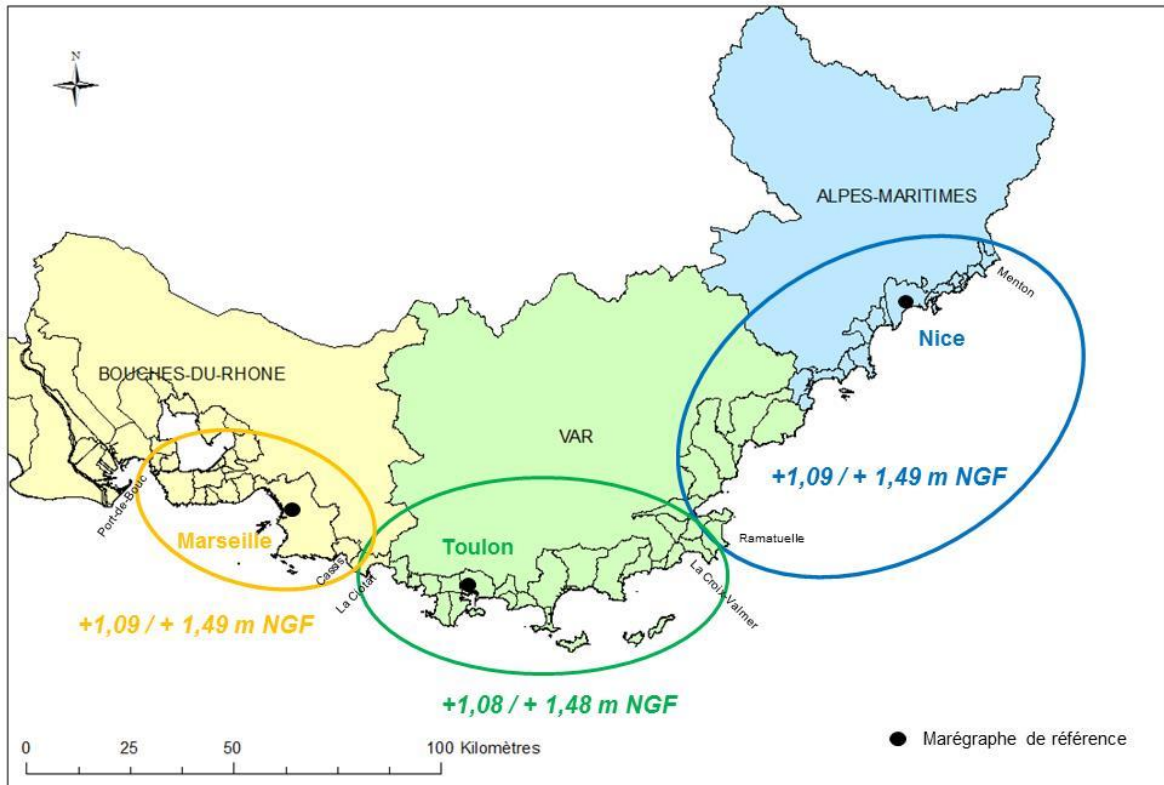 N
ALPES-MARITIMES
Menton
Nice
BOUCHES-DU-RHONE
VAR
+1,09 / + 1,49 m NGF
Port-de-Bouc
Marseille
Toulon
Ramatuelle
Cassis
La Ciotat
La Croix-Valmer
+1,09 / + 1,49 m NGF
+1,08 / + 1,48 m NGF
Marégraphe de référence
0 25 50 100 Kilomètres